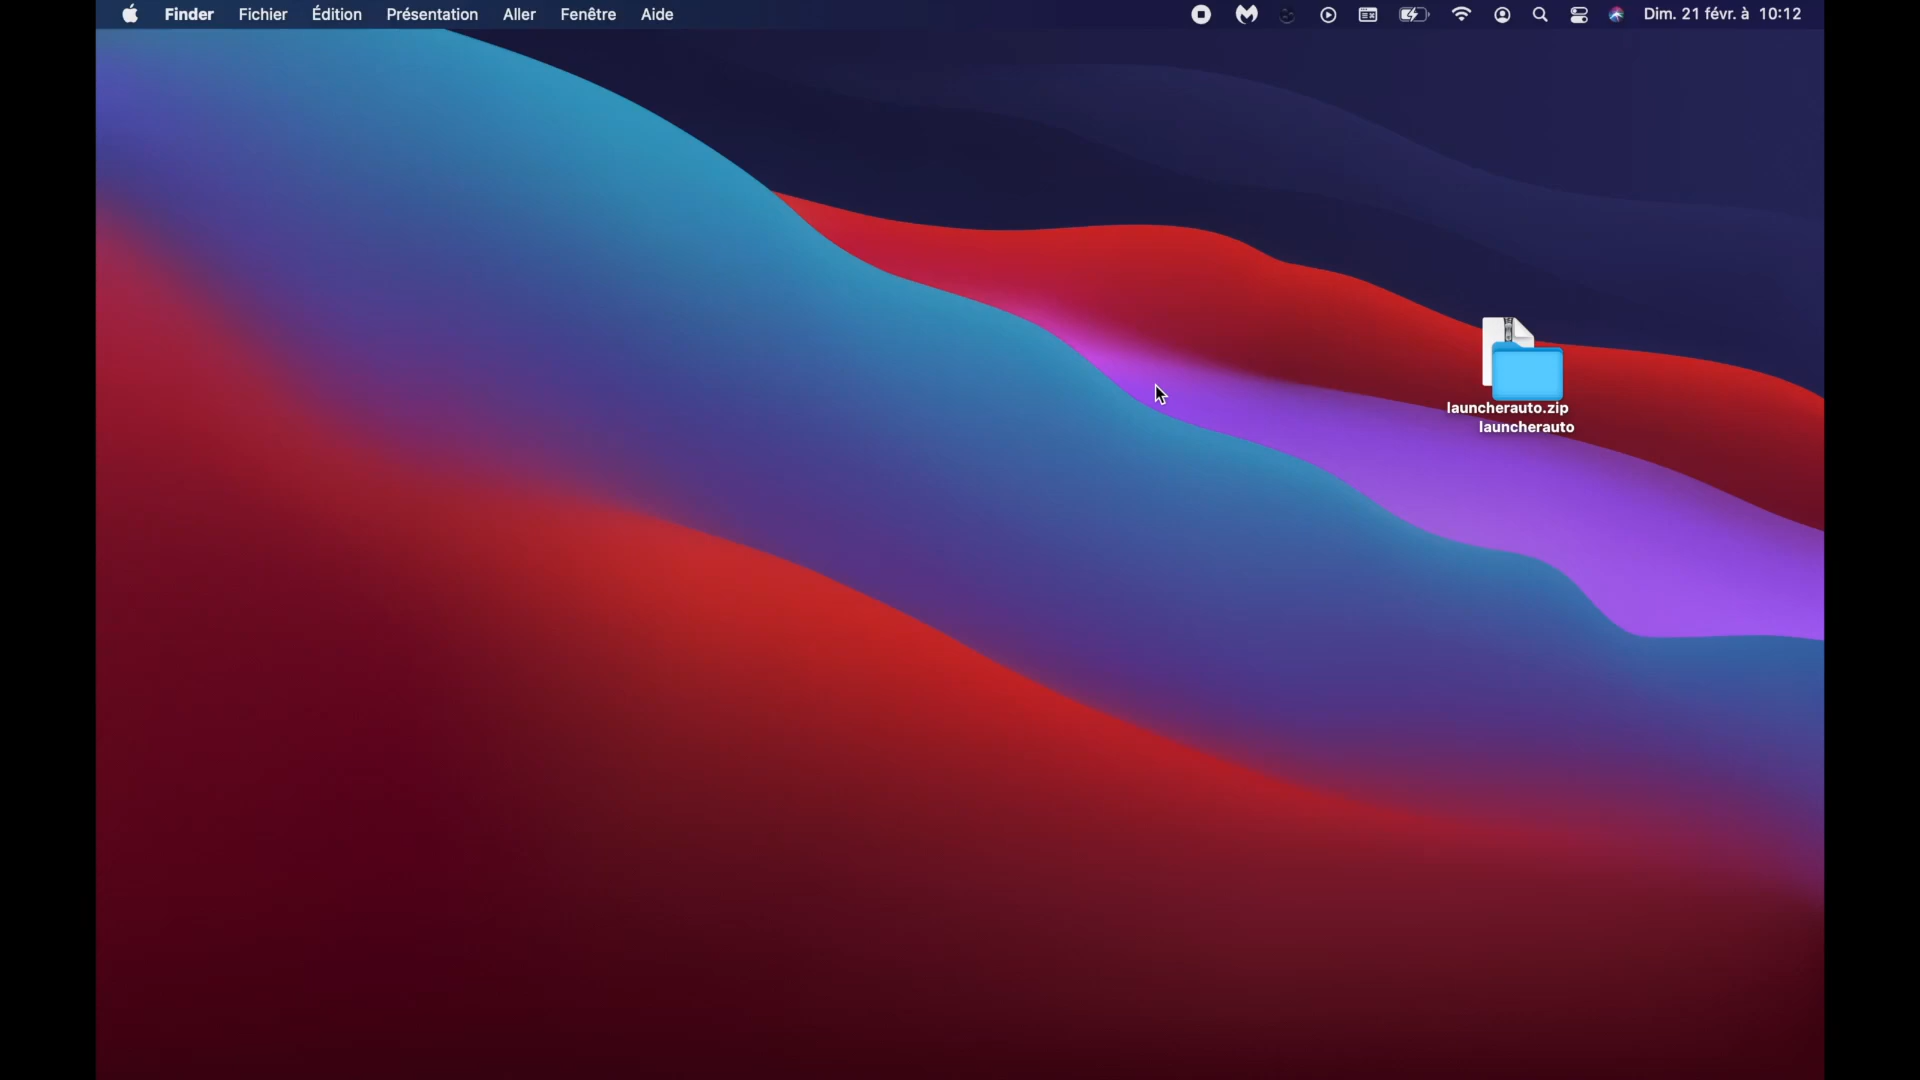 Finder Fichier Édition Présentation Aller Fenêtre Aide Dim. 21 févr. à 10:12
launcherauto.zip
launcherauto